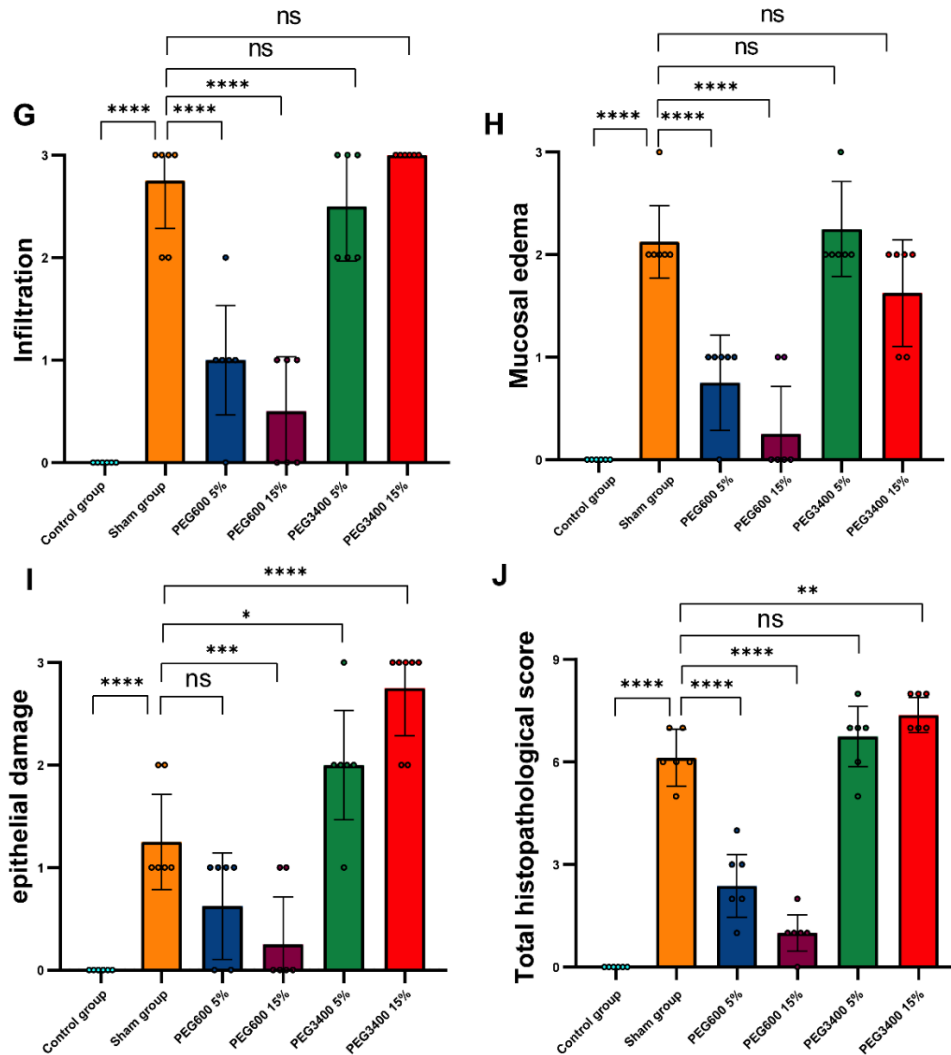 G
ns
ns
****
**** ****
Infiltration
3
2
1
0
Control group
Sham group
PEG600 5%
PEG600 15%
PEG3400 5%
PEG3400 15%
H
ns
ns
****
**** ****
Mucosal edema
3
2
1
0
Control group
Sham group
PEG600 5%
PEG600 15%
PEG3400 5%
PEG3400 15%
I
****
*
***
**** ns
epithelial damage
3
2
1
0
Control group
Sham group
PEG600 5%
PEG600 15%
PEG3400 5%
PEG3400 15%
J
**
ns
****
**** ****
Total histopathological score
9
6
3
0
Control group
Sham group
PEG600 5%
PEG600 15%
PEG3400 5%
PEG3400 15%